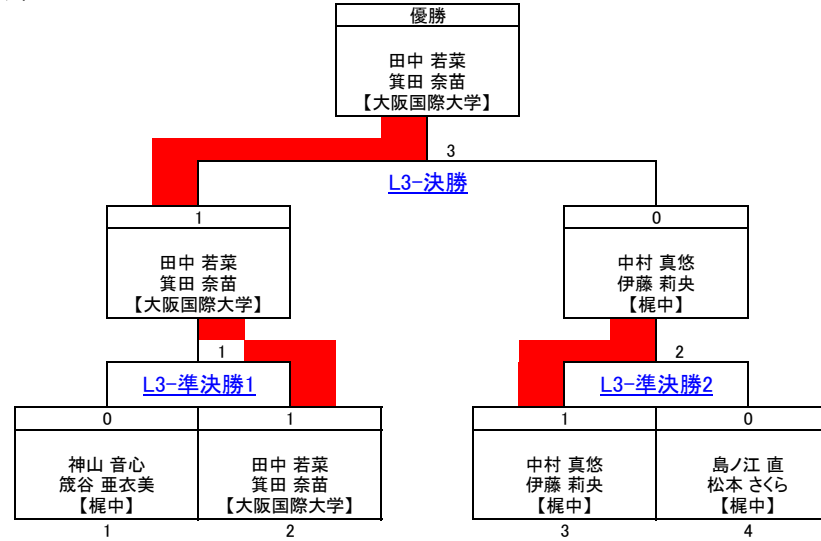 優勝
田中 若菜
箕田 奈苗
【大阪国際大学】
3
L3-決勝
1
田中 若菜
箕田 奈苗
【大阪国際大学】
0
中村 真悠
伊藤 莉央
【梶中】
1
L3-準決勝1
2
L3-準決勝2
0
神山 音心
筬谷 亜衣美
【梶中】
1
1
田中 若菜
箕田 奈苗
【大阪国際大学】
2
1
中村 真悠
伊藤 莉央
【梶中】
3
0
島ノ江 直
松本 さくら
【梶中】
4